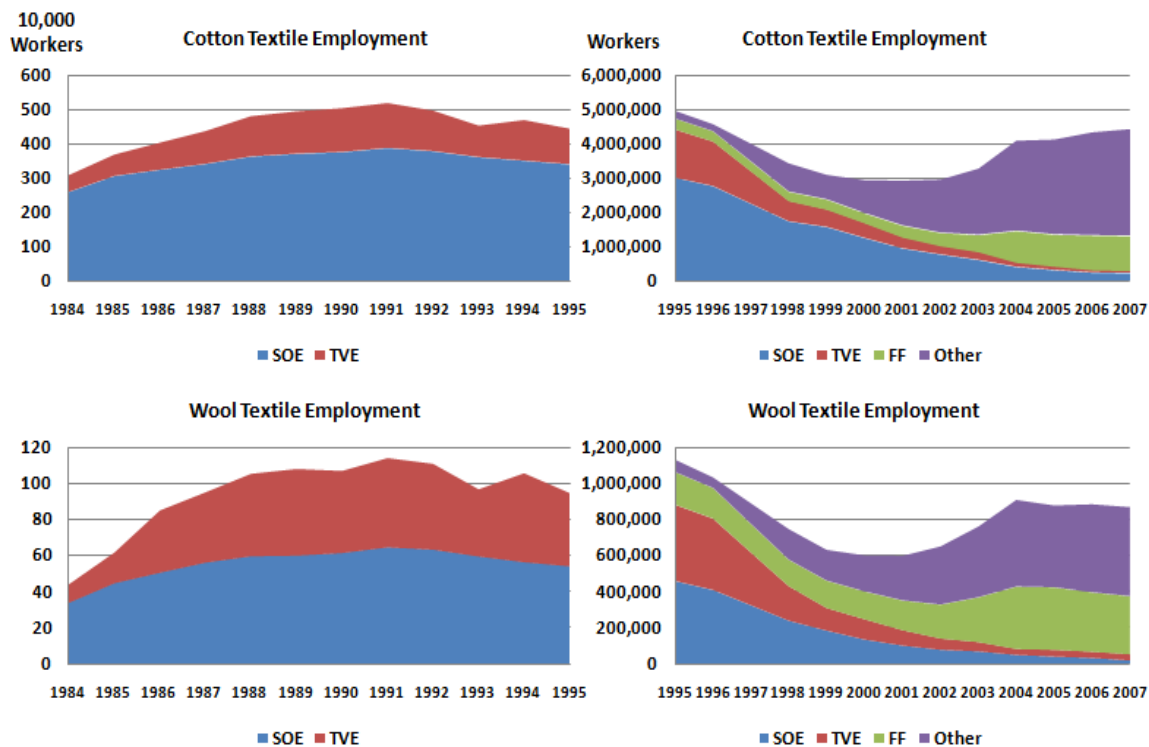 10,000
Workers
Cotton Textile Employment
600
500
400
300
200
100
0
1984 1985 1986 1987 1988 1989 1990 1991 1992 1993 1994 1995
SOE TVE
Workers
Cotton Textile Employment
6,000,000
5,000,000
4,000,000
3,000,000
2,000,000
1,000,000
0
1995 1996 1997 1998 1999 2000 2001 2002 2003 2004 2005 2006 2007
SOE TVE FF Other
Wool Textile Employment
120
100
80
60
40
20
0
1984 1985 1986 1987 1988 1989 1990 1991 1992 1993 1994 1995
SOE TVE
Wool Textile Employment
1,200,000
1,000,000
800,000
600,000
400,000
200,000
0
1995 1996 1997 1998 1999 2000 2001 2002 2003 2004 2005 2006 2007
SOE TVE FF Other